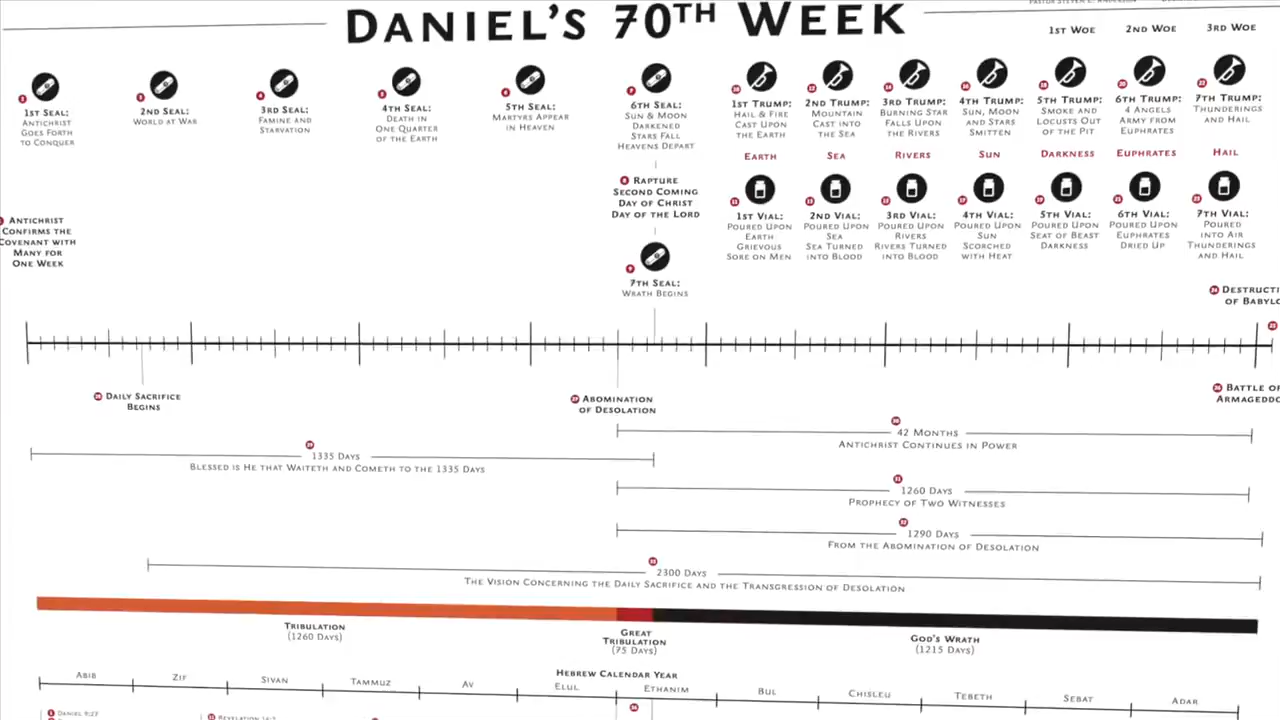 DANIEL'S 70TH WEEK
1ST WOE
2ND WOE
3RD WOE
1ST SEAL:
ANTICHRIST
GOES FORTH
TO CONQUER
2ND SEAL:
WORLD AT WAR
3RD SEAL:
FAMINE AND
STARVATION
4TH SEAL:
DEATH IN
ONE QUARTER
OF THE EARTH
5TH SEAL:
MARTYRS APPEAR
IN HEAVEN
6TH SEAL:
SUN & MOON
DARKENED
STARS FALL
HEAVENS DEPART
1ST TRUMP:
HAIL & FIRE
CAST UPON
THE EARTH
2ND TRUMP:
MOUNTAIN
CAST INTO
THE SEA
3RD TRUMP:
BURNING STAR
FALLS UPON
THE RIVERS
4TH TRUMP:
SUN, MOON
AND STARS
SMITTEN
5TH TRUMP:
SMOKE AND
LOCUSTS OUT
OF THE PIT
6TH TRUMP:
4 ANGELS
ARMY FROM
EUPHRATES
7TH TRUMP:
THUNDERINGS
AND HAIL
EARTH
SEA
RIVERS
SUN
DARKNESS
EUPHRATES
HAIL
RAPTURE
SECOND COMING
DAY OF CHRIST
DAY OF THE LORD
1ST VIAL:
POURED UPON
EARTH
GRIEVOUS
SORE ON MEN
2ND VIAL:
POURED UPON
SEA
SEA TURNED
INTO BLOOD
3RD VIAL:
POURED UPON
RIVERS
RIVERS TURNED
INTO BLOOD
4TH VIAL:
POURED UPON
SUN
SCORCHED
WITH HEAT
5TH VIAL:
POURED UPON
SEAT OF BEAST
DARKNESS
6TH VIAL:
POURED UPON
EUPHRATES
DRIED UP
7TH VIAL:
POURED
INTO AIR
THUNDERINGS
AND HAIL
ANTICHRIST
CONFIRMS THE
COVENANT WITH
MANY FOR
ONE WEEK
7TH SEAL:
WRATH BEGINS
DESTRUCTI
OF BABYLO
DAILY SACRIFICE
BEGINS
ABOMINATION
OF DESOLATION
BATTLE OF
ARMAGEDDO
42 MONTHS
ANTICHRIST CONTINUES IN POWER
1335 DAYS
BLESSED IS HE THAT WAITETH AND COMETH TO THE 1335 DAYS
1260 DAYS
PROPHECY OF TWO WITNESSES
1290 DAYS
FROM THE ABOMINATION OF DESOLATION
2300 DAYS
THE VISION CONCERNING THE DAILY SACRIFICE AND THE TRANSGRESSION OF DESOLATION
TRIBULATION
(1260 DAYS)
GREAT
TRIBULATION
(75 DAYS)
GOD'S WRATH
(1215 DAYS)
HEBREW CALENDAR YEAR
ABIB
ZIF
SIVAN
TAMMUZ
AV
ELUL
ETHANIM
BUL
CHISLEU
TEBETH
SEBAT
ADAR
DANIEL 9:27